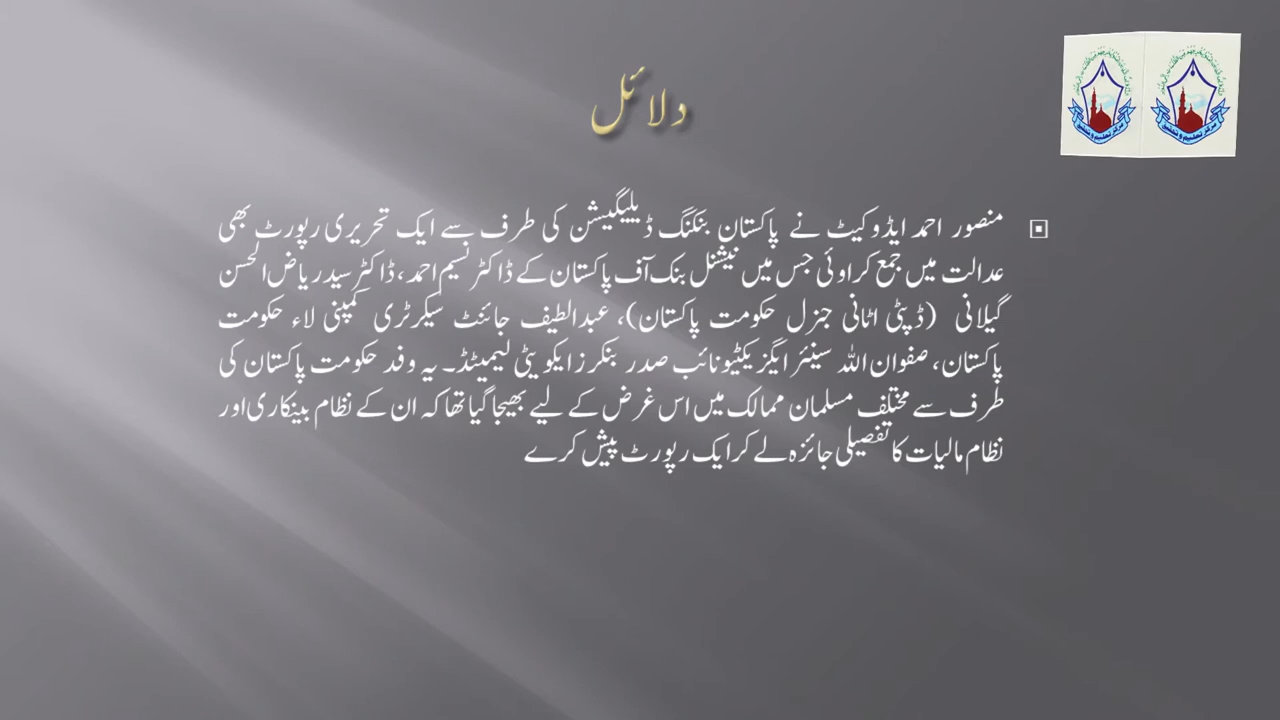 دلائل
منصور احمد ایڈوکیٹ نے پاکستان بنکنگ ڈیلیگیشن کی طرف سے ایک تحریری رپورٹ بھی
عدالت میں جمع کراوئی جس میں نیشنل بنک آف پاکستان کے ڈاکٹر نسیم احمد، ڈاکٹر سید ریاض الحسن
گیلانی (ڈپٹی اٹانی جنرل حکومت پاکستان)، عبدالطیف جائنٹ سیکرٹری کمپنی لاء حکومت
پاکستان، صفوان اللہ سینئر ایگزیکٹیو نائب صدر بنکرز ایکویٹی لیمیٹڈ۔ یہ وفد حکومت پاکستان کی
طرف سے مختلف مسلمان ممالک میں اس غرض کے لیے بھیجا گیا تھا کہ ان کے نظام بینکاری اور
نظام مالیات کا تفصیلی جائزہ لے کر ایک رپورٹ پیش کرے